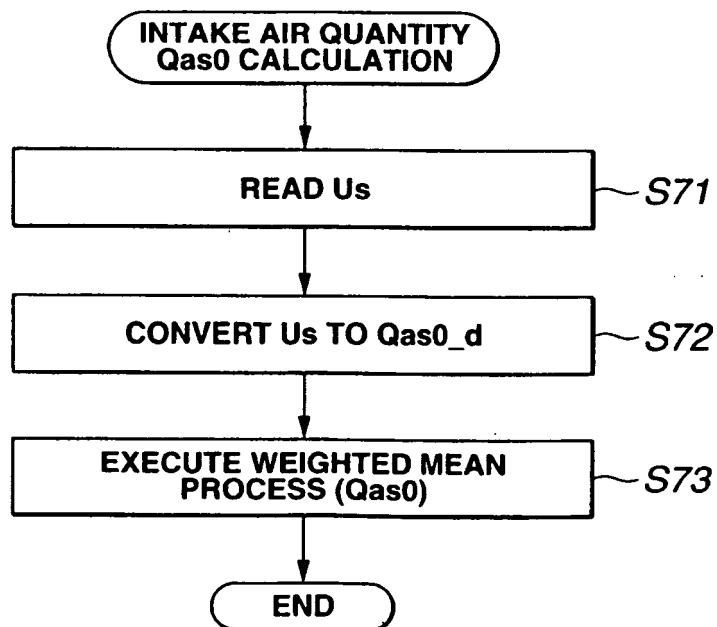 INTAKE AIR QUANTITY
Qas0 CALCULATION
READ Us
S71
CONVERT Us TO Qas0_d
S72
EXECUTE WEIGHTED MEAN
PROCESS (Qas0)
S73
END